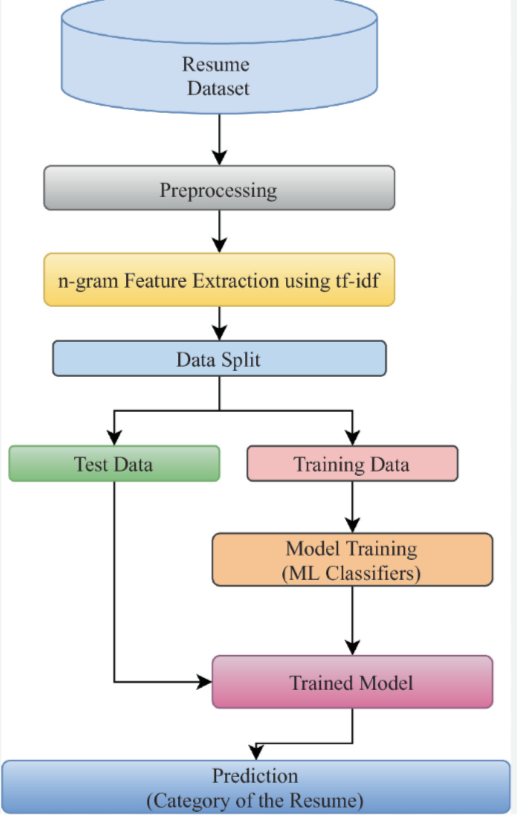 Resume
Dataset
Preprocessing
n-gram Feature Extraction using tf-idf
Data Split
Test Data
Training Data
Model Training
(ML Classifiers)
Trained Model
Prediction
(Category of the Resume)